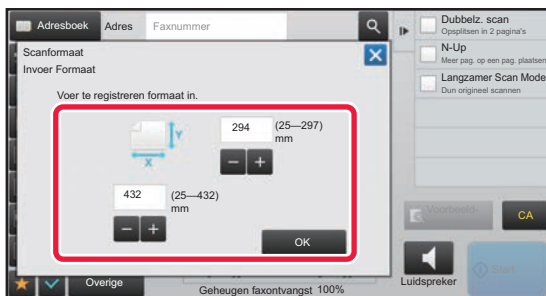 Adresboek
Adres
Faxnummer
Scanformaat
Invoer Formaat
Voer te registreren formaat in.
Y
X
294
(25—297)
mm
432
(25—432)
mm
OK
Dubbelz. scan
Opsplitsen in 2 pagina's
N-Up
Meer pag. op een pag. plaatsen
Langzamer Scan Mode
Dun origineel scannen
Voorbeeld-
CA
Luidspreker
Start
Overige
Geheugen faxontvangst 100%